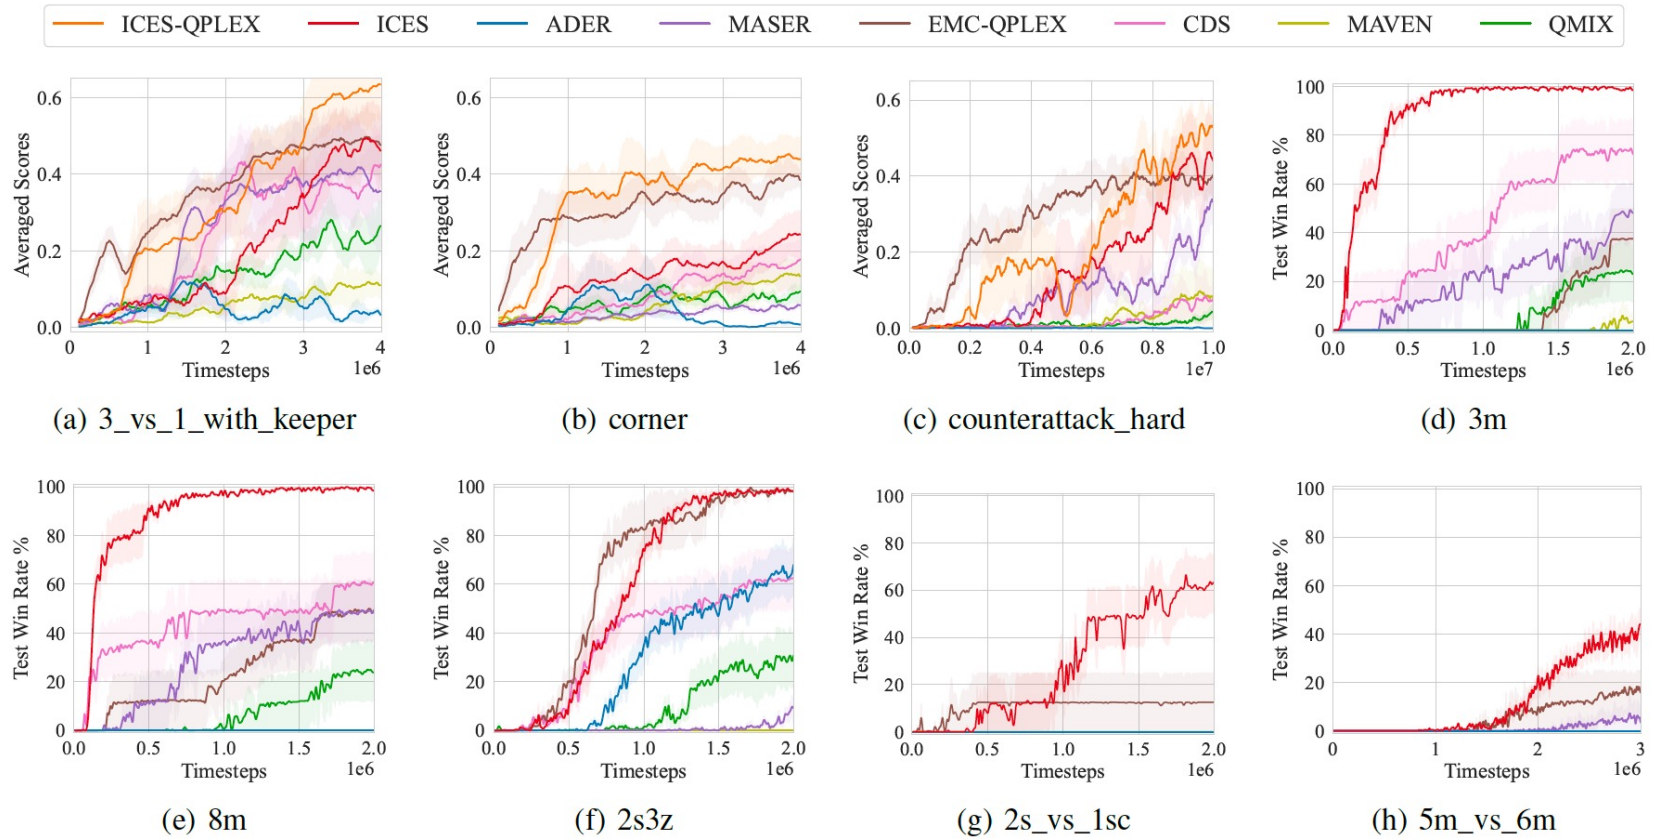 ICES-QPLEX ICES ADER MASER EMC-QPLEX CDS MAVEN QMIX
Averaged Scores
0.6
0.4
0.2
0.0
0 1 2 3 4
Timesteps 1e6
(a) 3_vs_1_with_keeper
Averaged Scores
0.6
0.4
0.2
0.0
0 1 2 3 4
Timesteps 1e6
(b) corner
Averaged Scores
0.6
0.4
0.2
0.0
0.0 0.2 0.4 0.6 0.8 1.0
Timesteps 1e7
(c) counterattack_hard
Test Win Rate %
100
80
60
40
20
0
0.0 0.5 1.0 1.5 2.0
Timesteps 1e6
(d) 3m
Test Win Rate %
100
80
60
40
20
0
0.0 0.5 1.0 1.5 2.0
Timesteps 1e6
(e) 8m
Test Win Rate %
100
80
60
40
20
0
0.0 0.5 1.0 1.5 2.0
Timesteps 1e6
(f) 2s3z
Test Win Rate %
100
80
60
40
20
0
0.0 0.5 1.0 1.5 2.0
Timesteps 1e6
(g) 2s_vs_1sc
Test Win Rate %
100
80
60
40
20
0
0 1 2 3
Timesteps 1e6
(h) 5m_vs_6m